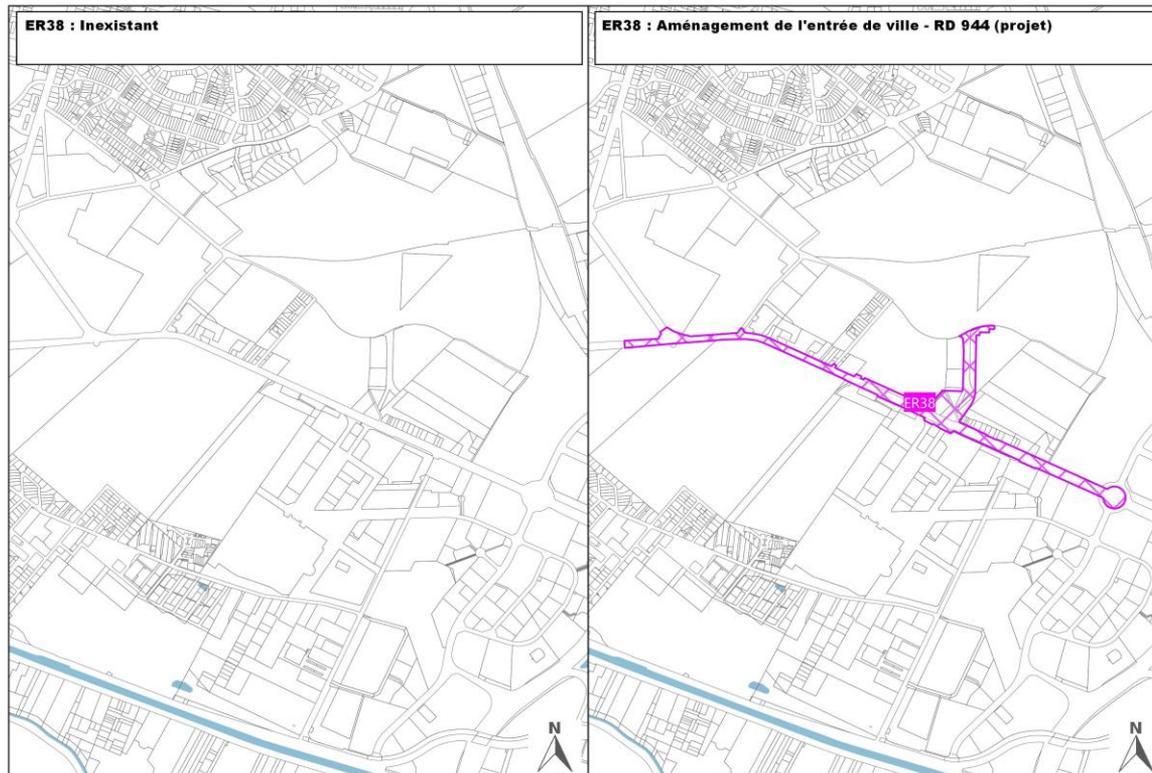 ER38 : Inexistant
ER38 : Aménagement de l'entrée de ville - RD 944 (projet)
ER38
N
N